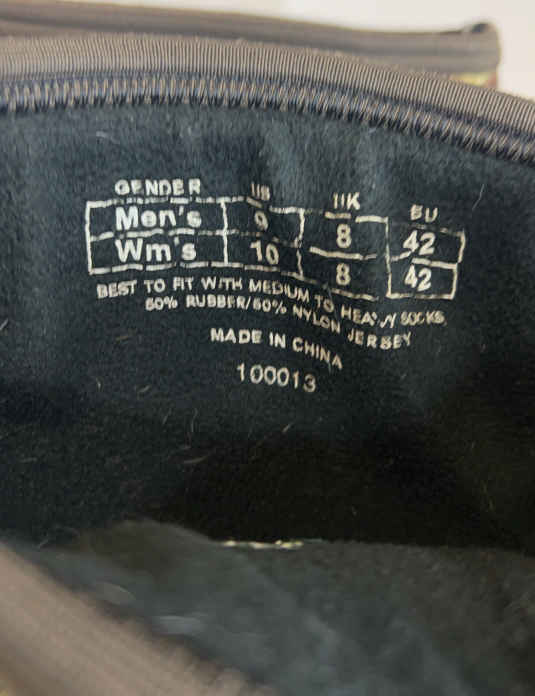 GENDER US UK EU
Men's 9 8 42
Wm's 10 8 42
BEST TO FIT WITH MEDIUM TO HEAVY SOCKS
50% RUBBER/50% NYLON JERSEY
MADE IN CHINA
100013